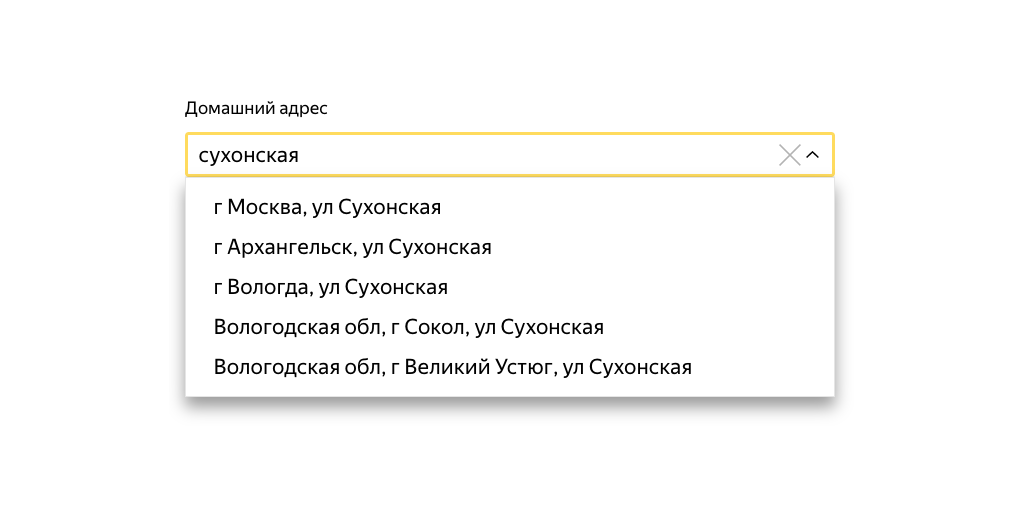 Домашний адрес
сухонская
г Москва, ул Сухонская
г Архангельск, ул Сухонская
г Вологда, ул Сухонская
Вологодская обл, г Сокол, ул Сухонская
Вологодская обл, г Великий Устюг, ул Сухонская